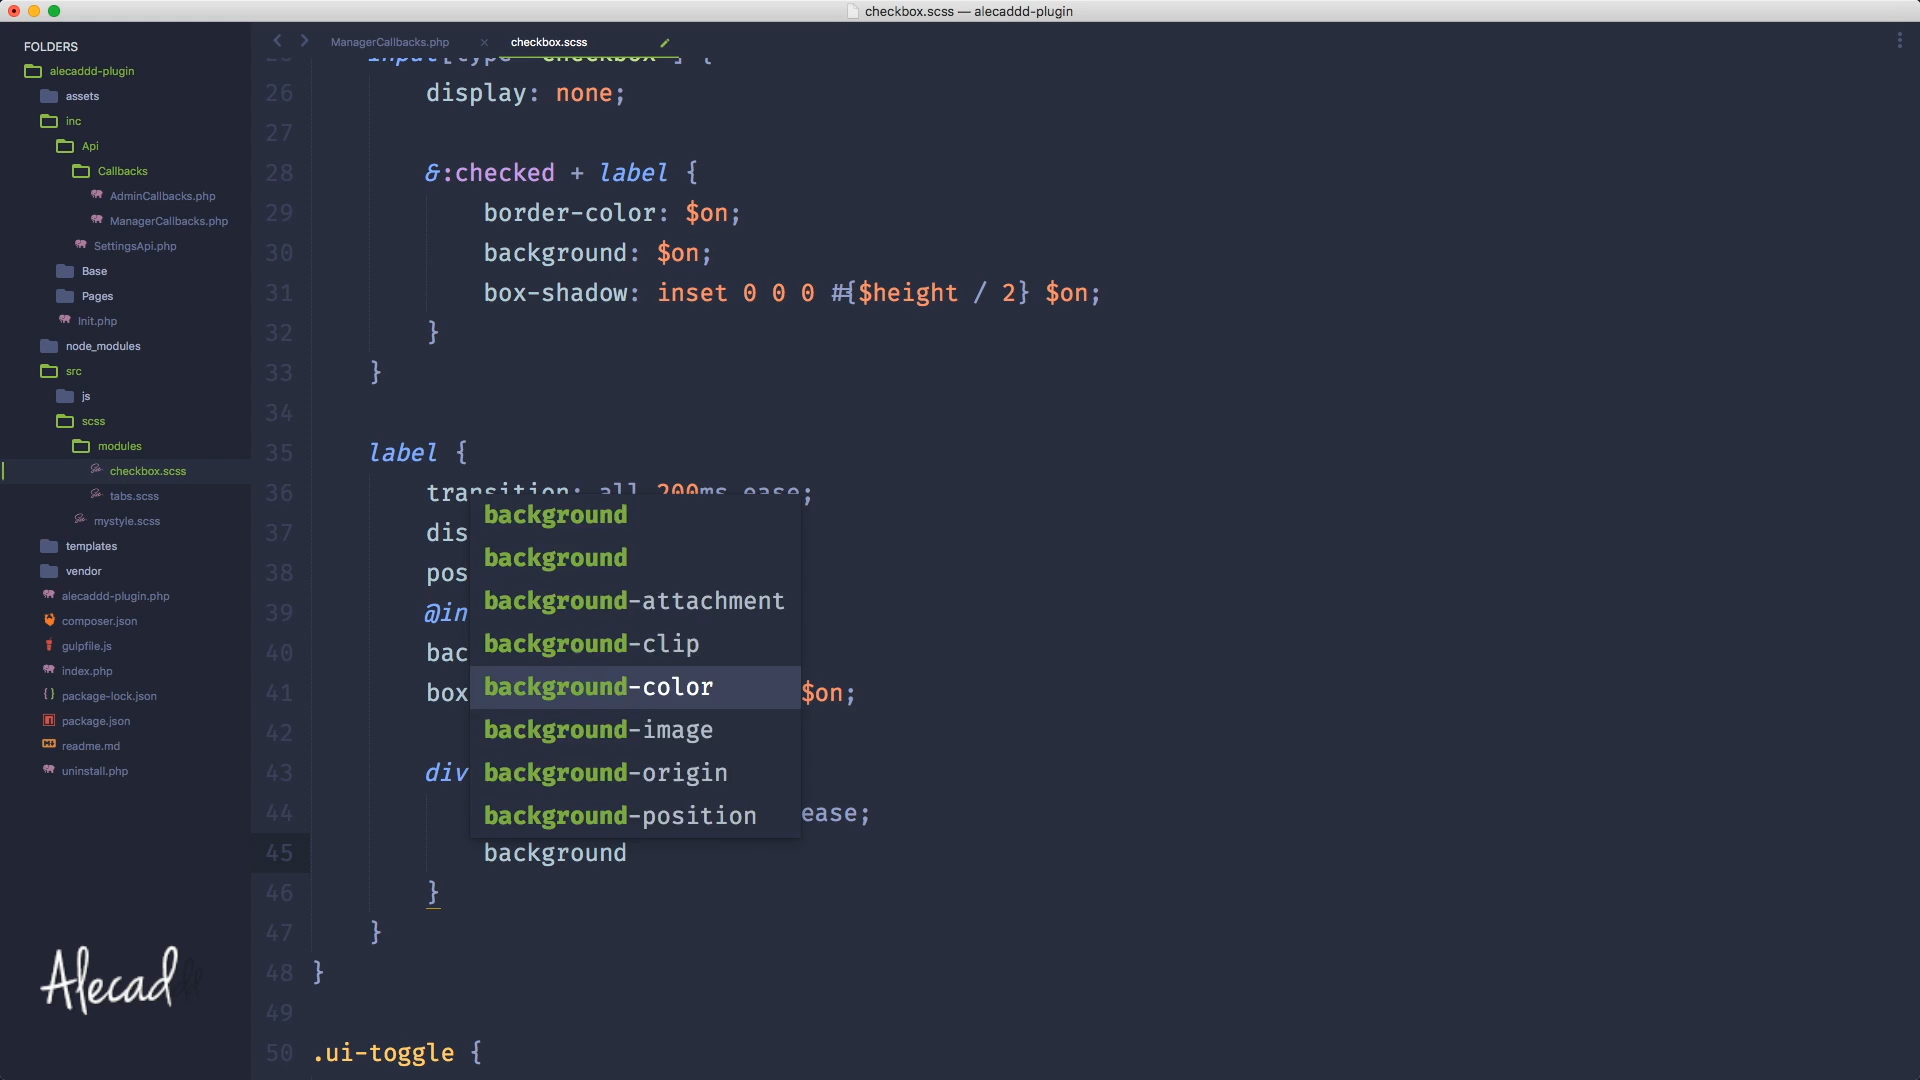 checkbox.scss — alecaddd-plugin
FOLDERS
alecaddd-plugin
assets
inc
Api
Callbacks
AdminCallbacks.php
ManagerCallbacks.php
SettingsApi.php
Base
Pages
Init.php
node_modules
src
js
scss
modules
checkbox.scss
tabs.scss
mystyle.scss
templates
vendor
alecaddd-plugin.php
composer.json
gulpfile.js
index.php
package-lock.json
package.json
readme.md
uninstall.php
Alecad
ManagerCallbacks.php
checkbox.scss
26 display: none;
27
28 &:checked + label {
29 border-color: $on;
30 background: $on;
31 box-shadow: inset 0 0 0 #{$height / 2} $on;
32 }
33 }
34
35 label {
36 transition: all 200ms ease;
37 dis
38 pos
39 @in
40 bac
41 box $on;
42
43 div
44 ease;
45 background
46 }
47 }
48 }
49
50 .ui-toggle {
background
background
background-attachment
background-clip
background-color
background-image
background-origin
background-position